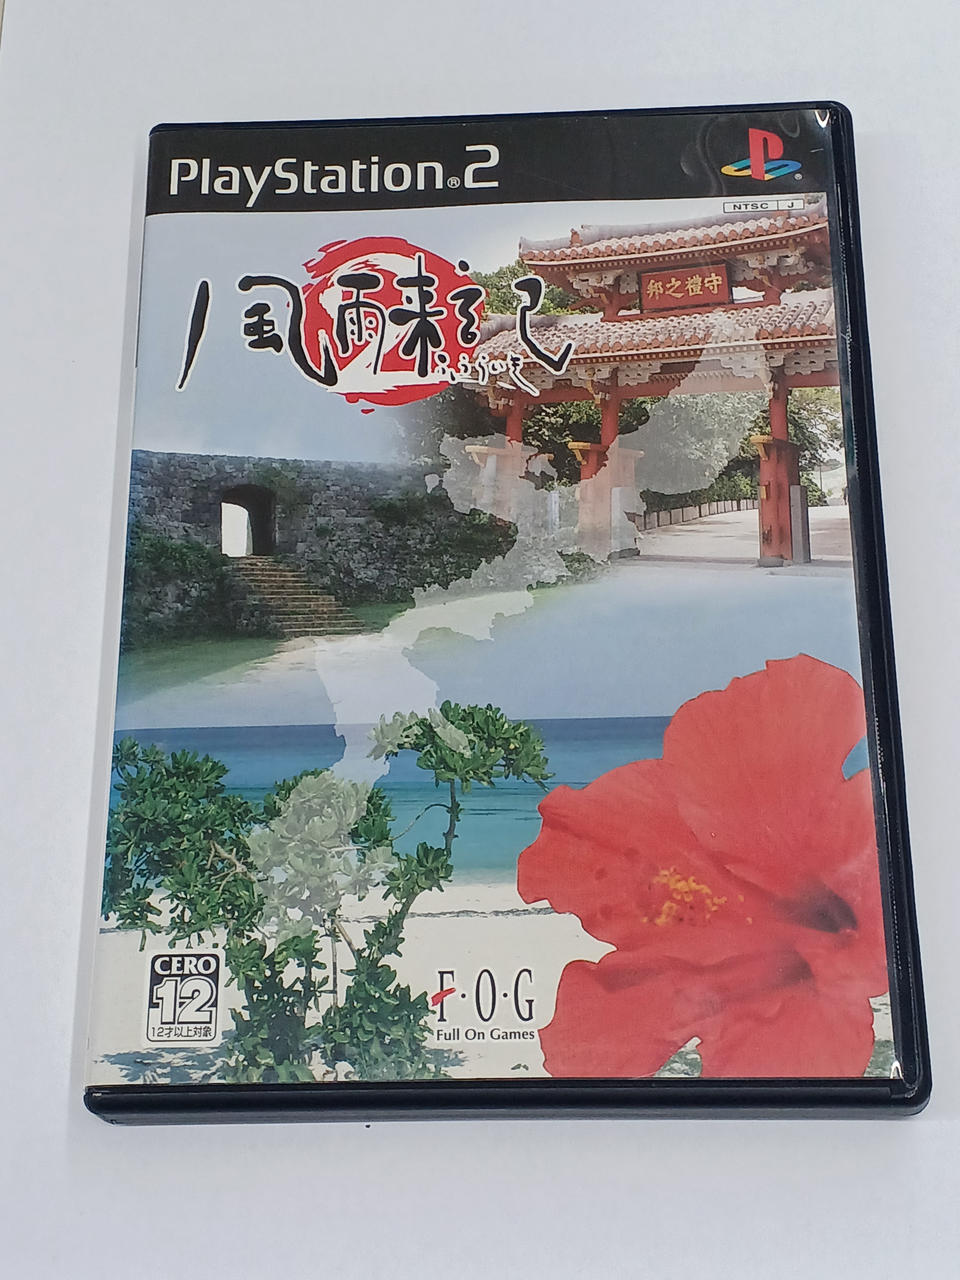 PlayStation®2
NTSC J
守禮之邦
風雨来記
ふううらいき
CERO
12
12才以上対象
F·O·G
Full On Games